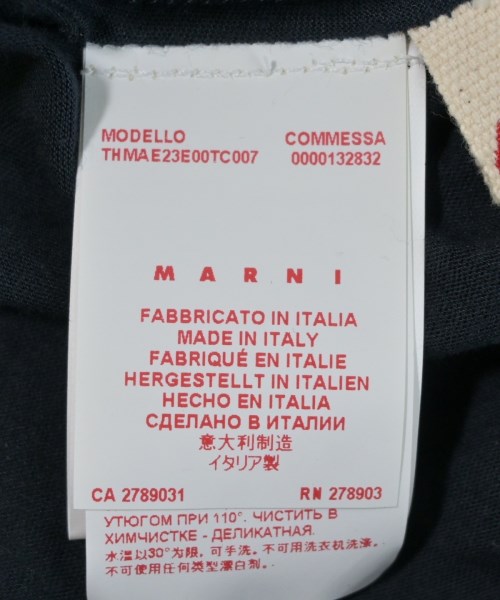 MODELLO COMMESSA
THMAE23E00TC007 0000132832
MARNI
FABBRICATO IN ITALIA
MADE IN ITALY
FABRIQUÉ EN ITALIE
HERGESTELLT IN ITALIEN
HECHO EN ITALIA
СДЕЛАНО В ИТАЛИИ
意大利制造
イタリア製
CA 2789031 RN 278903
УТЮГОМ ПРИ 110°. ЧИСТИТЬ В
ХИМЧИСТКЕ - ДЕЛИКАТНАЯ.
水温以30°为限，可手洗。不可用洗衣机洗涤。
不可使用任何类型漂白剂。